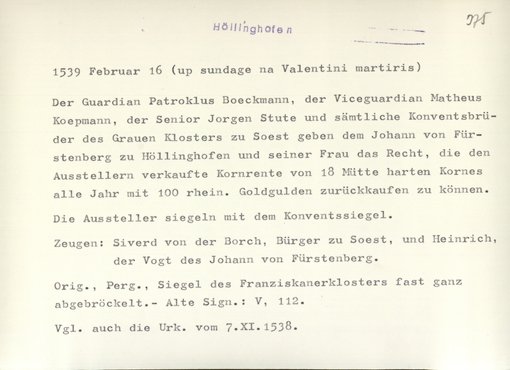 Höllinghofen
375
1539 Februar 16 (up sundage na Valentini martiris)
Der Guardian Patroklus Boeckmann, der Viceguardian Matheus
Koepmann, der Senior Jorgen Stute und sämtliche Konventsbrü-
der des Grauen Klosters zu Soest geben dem Johann von Für-
stenberg zu Höllinghofen und seiner Frau das Recht, die den
Ausstellern verkaufte Kornrente von 18 Mütte harten Kornes
alle Jahr mit 100 rhein. Goldgulden zurückkaufen zu können.
Die Aussteller siegeln mit dem Konventssiegel.
Zeugen: Siverd von der Borch, Bürger zu Soest, und Heinrich,
der Vogt des Johann von Fürstenberg.
Orig., Perg., Siegel des Franziskanerklosters fast ganz
abgebröckelt.- Alte Sign.: V, 112.
Vgl. auch die Urk. vom 7.XI.1538.